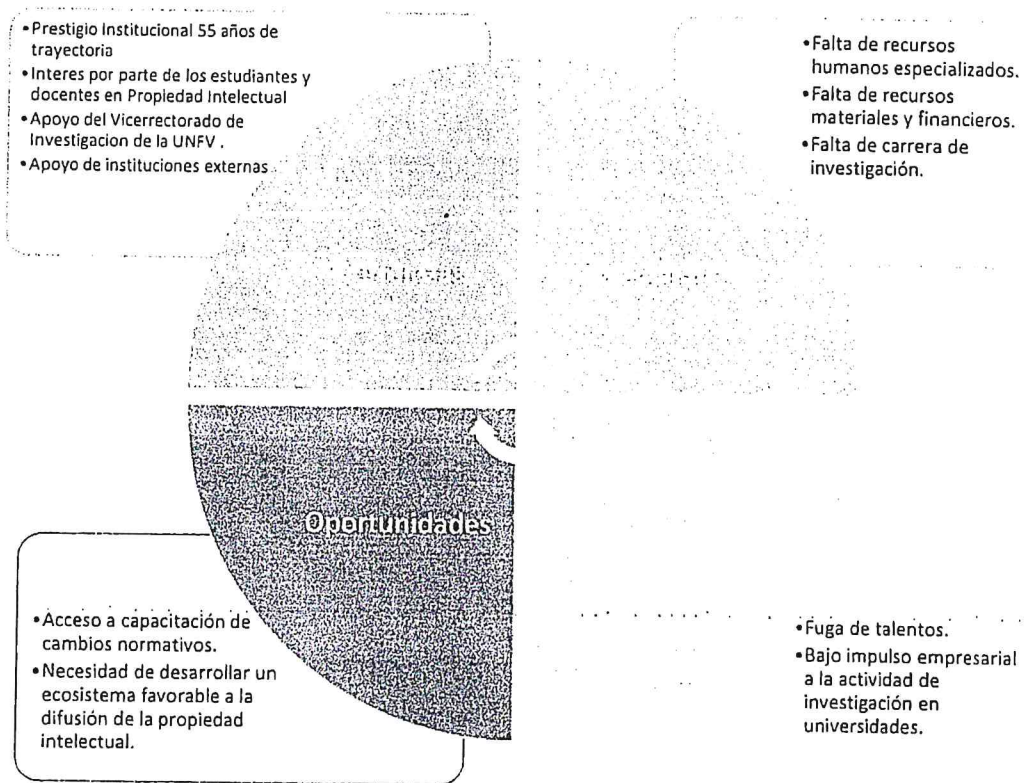 •Prestigio Institucional 55 años de
trayectoria
•Interes por parte de los estudiantes y
docentes en Propiedad Intelectual
•Apoyo del Vicerrectorado de
Investigacion de la UNFV .
•Apoyo de instituciones externas
•Falta de recursos
humanos especializados.
•Falta de recursos
materiales y financieros.
•Falta de carrera de
investigación.
Oportunidades
•Acceso a capacitación de
cambios normativos.
•Necesidad de desarrollar un
ecosistema favorable a la
difusión de la propiedad
intelectual.
•Fuga de talentos.
•Bajo impulso empresarial
a la actividad de
investigación en
universidades.